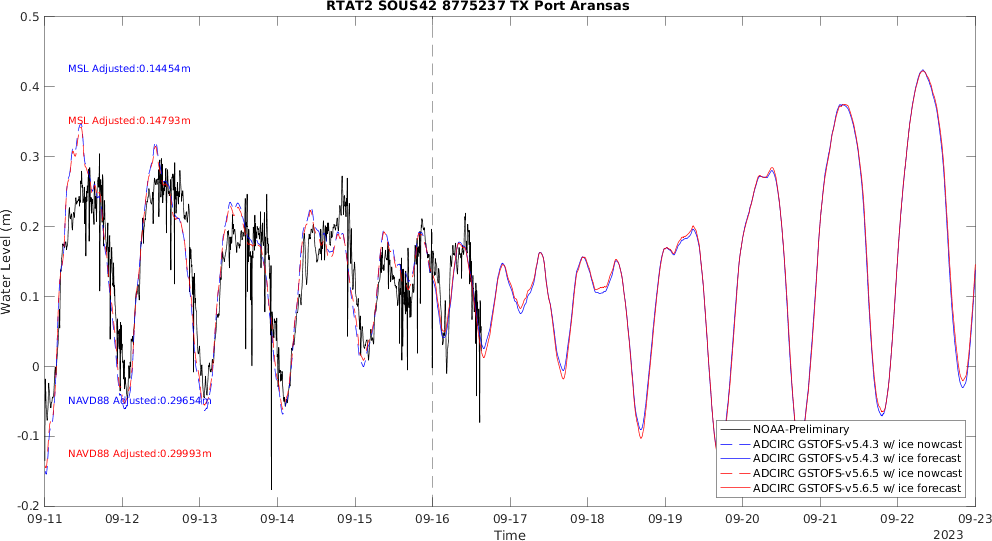 RTAT2 SOUS42 8775237 TX Port Aransas
0.5
0.4
0.3
0.2
0.1
0
-0.1
-0.2
Water Level (m)
MSL Adjusted:0.14454m
MSL Adjusted:0.14793m
NAVD88 Adjusted:0.29654m
NAVD88 Adjusted:0.29993m
NOAA-Preliminary
ADCIRC GSTOFS-v5.4.3 w/ ice nowcast
ADCIRC GSTOFS-v5.4.3 w/ ice forecast
ADCIRC GSTOFS-v5.6.5 w/ ice nowcast
ADCIRC GSTOFS-v5.6.5 w/ ice forecast
09-11 09-12 09-13 09-14 09-15 09-16 09-17 09-18 09-19 09-20 09-21 09-22 09-23
Time
2023